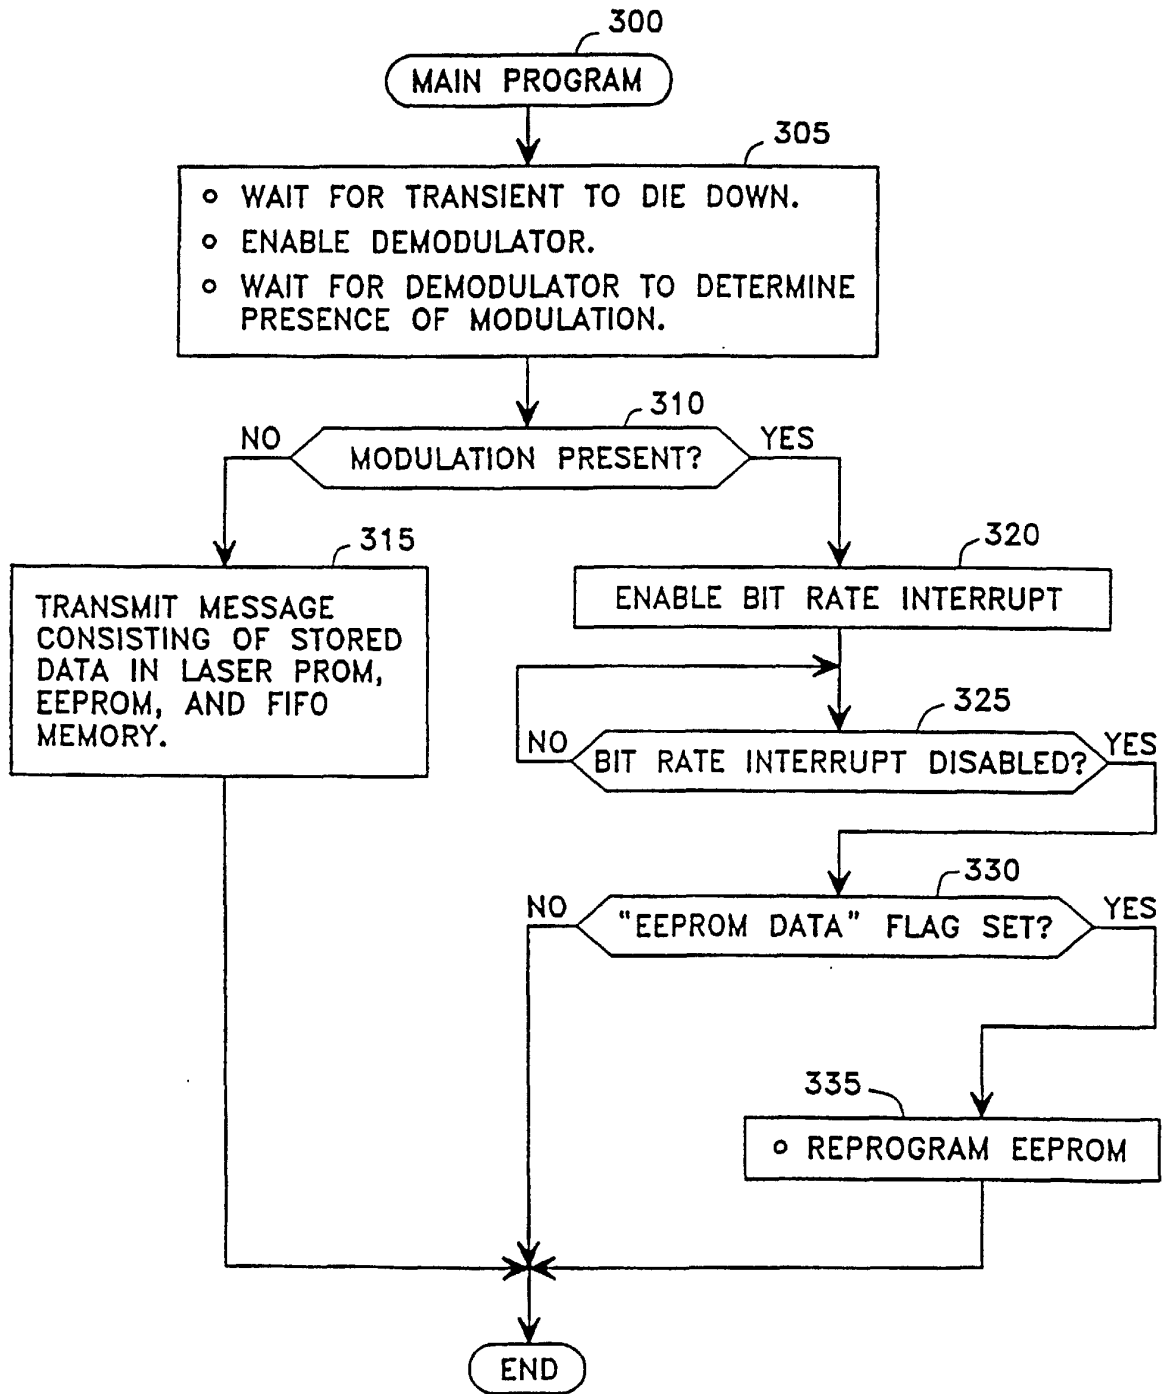 300
MAIN PROGRAM
305
o WAIT FOR TRANSIENT TO DIE DOWN.
o ENABLE DEMODULATOR.
o WAIT FOR DEMODULATOR TO DETERMINE
PRESENCE OF MODULATION.
310
NO
MODULATION PRESENT?
YES
315
TRANSMIT MESSAGE
CONSISTING OF STORED
DATA IN LASER PROM,
EEPROM, AND FIFO
MEMORY.
320
ENABLE BIT RATE INTERRUPT
325
NO
BIT RATE INTERRUPT DISABLED?
YES
330
NO
"EEPROM DATA" FLAG SET?
YES
335
o REPROGRAM EEPROM
END